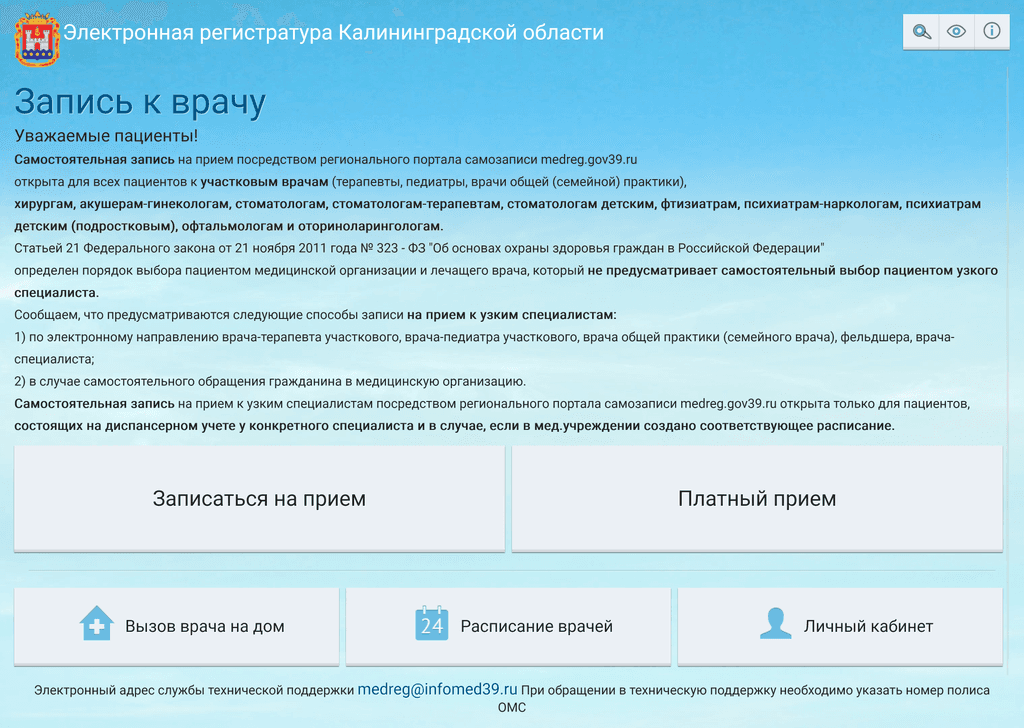 Электронная регистратура Калининградской области
Запись к врачу
Уважаемые пациенты!
Самостоятельная запись на прием посредством регионального портала самозаписи medreg.gov39.ru
открыта для всех пациентов к участковым врачам (терапевты, педиатры, врачи общей (семейной) практики),
хирургам, акушерам-гинекологам, стоматологам, стоматологам-терапевтам, стоматологам детским, фтизиатрам, психиатрам-наркологам, психиатрам
детским (подростковым), офтальмологам и оториноларингологам.
Статьей 21 Федерального закона от 21 ноября 2011 года № 323 - ФЗ "Об основах охраны здоровья граждан в Российской Федерации"
определен порядок выбора пациентом медицинской организации и лечащего врача, который не предусматривает самостоятельный выбор пациентом узкого
специалиста.
Сообщаем, что предусматриваются следующие способы записи на прием к узким специалистам:
1) по электронному направлению врача-терапевта участкового, врача-педиатра участкового, врача общей практики (семейного врача), фельдшера, врача-
специалиста;
2) в случае самостоятельного обращения гражданина в медицинскую организацию.
Самостоятельная запись на прием к узким специалистам посредством регионального портала самозаписи medreg.gov39.ru открыта только для пациентов,
состоящих на диспансерном учете у конкретного специалиста и в случае, если в мед.учреждении создано соответствующее расписание.
Записаться на прием
Платный прием
Вызов врача на дом
24 Расписание врачей
Личный кабинет
Электронный адрес службы технической поддержки medreg@infomed39.ru При обращении в техническую поддержку необходимо указать номер полиса
ОМС